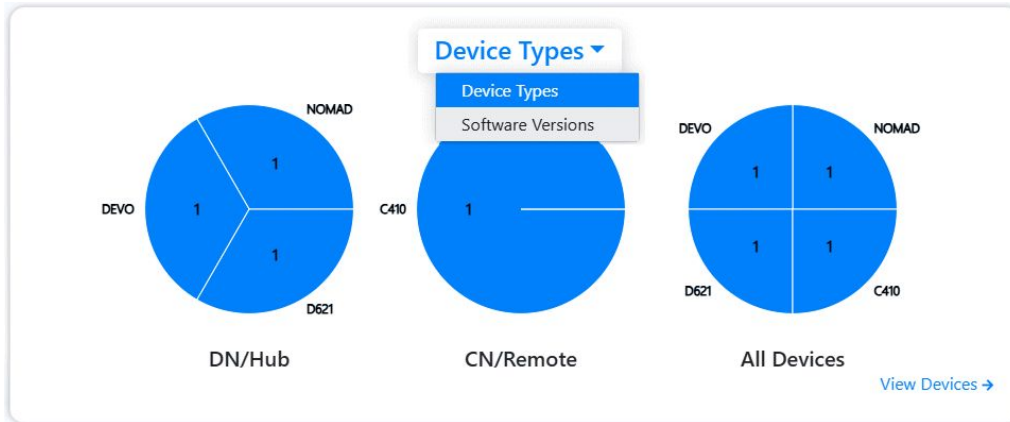 Device Types
Device Types
Software Versions
NOMAD
DEVO
1
1
1
D621
DN/Hub
C410
1
CN/Remote
DEVO
NOMAD
1
1
1
1
D621
C410
All Devices
View Devices →